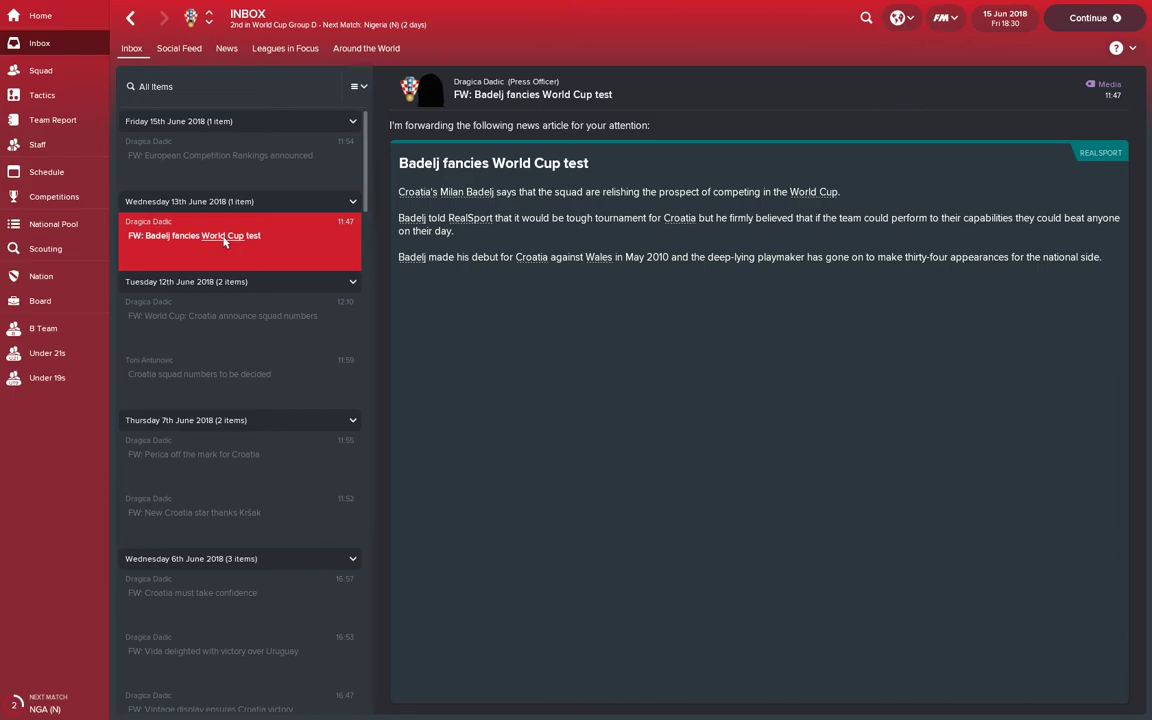 Home
Inbox
Squad
Tactics
Team Report
Staff
Schedule
Competitions
National Pool
Scouting
Nation
Board
B Team
Under 21s
Under 19s
2
NEXT MATCH
NGA (N)
INBOX
2nd in World Cup Group D - Next Match: Nigeria (N) (2 days)
FM
15 Jun 2018
Fri 18:30
Continue
Inbox Social Feed News Leagues in Focus Around the World
?
All Items
Friday 15th June 2018 (1 item)
Dragica Dadic 11:54
FW: European Competition Rankings announced
Wednesday 13th June 2018 (1 item)
Dragica Dadic 11:47
FW: Badelj fancies World Cup test
Tuesday 12th June 2018 (2 items)
Dragica Dadic 12:10
FW: World Cup: Croatia announce squad numbers
Toni Antunovic 11:59
Croatia squad numbers to be decided
Thursday 7th June 2018 (2 items)
Dragica Dadic 11:55
FW: Perica off the mark for Croatia
Dragica Dadic 11:52
FW: New Croatia star thanks Kršak
Wednesday 6th June 2018 (3 items)
Dragica Dadic 16:57
FW: Croatia must take confidence
Dragica Dadic 16:53
FW: Vida delighted with victory over Uruguay
Dragica Dadic 16:47
FW: Vintage display ensures Croatia victory
Dragica Dadic (Press Officer)
FW: Badelj fancies World Cup test
Media
11:47
I'm forwarding the following news article for your attention:
REALSPORT
Badelj fancies World Cup test
Croatia's Milan Badelj says that the squad are relishing the prospect of competing in the World Cup.
Badelj told RealSport that it would be tough tournament for Croatia but he firmly believed that if the team could perform to their capabilities they could beat anyone
on their day.
Badelj made his debut for Croatia against Wales in May 2010 and the deep-lying playmaker has gone on to make thirty-four appearances for the national side.